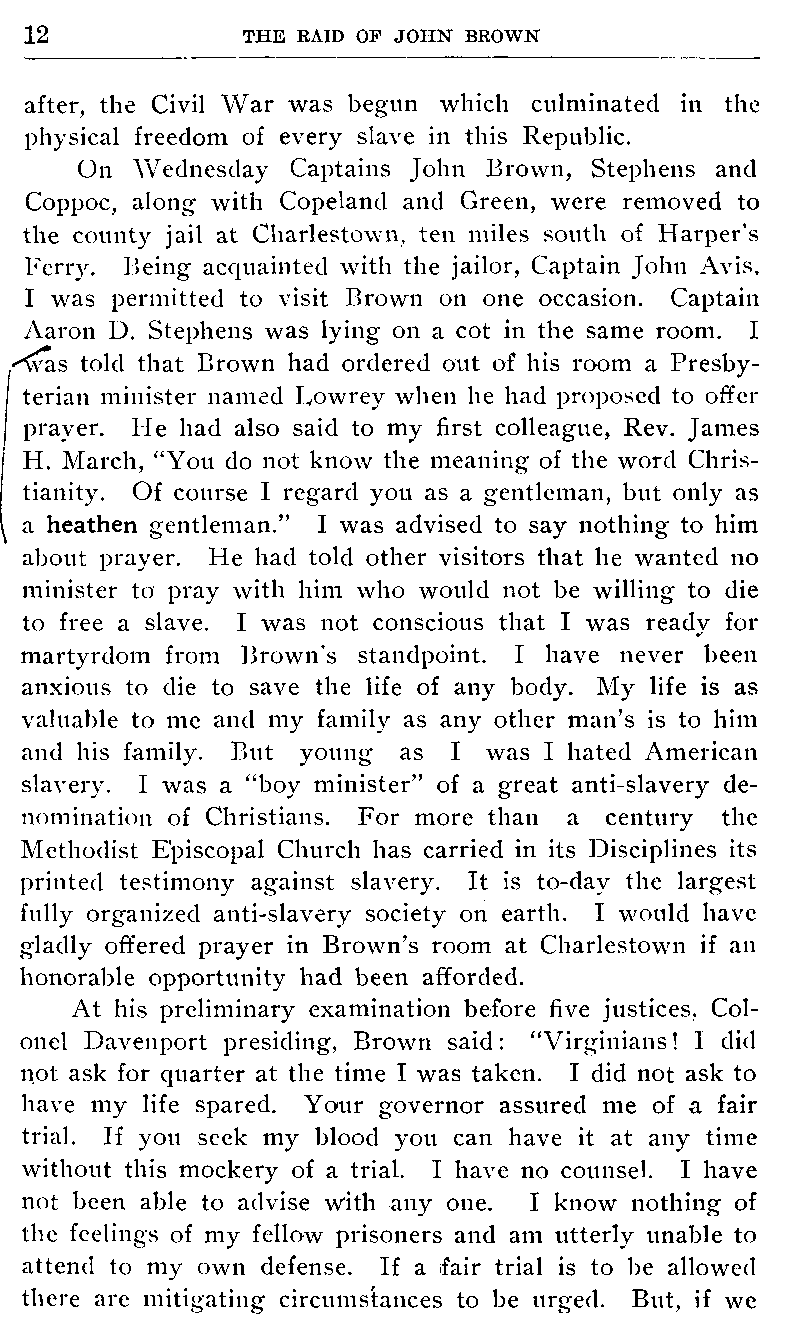 12 THE RAID OF JOHN BROWN
after, the Civil War was begun which culminated in the
physical freedom of every slave in this Republic.
On Wednesday Captains John Brown, Stephens and
Coppoc, along with Copeland and Green, were removed to
the county jail at Charlestown, ten miles south of Harper's
Ferry. Being acquainted with the jailor, Captain John Avis,
I was permitted to visit Brown on one occasion. Captain
Aaron D. Stephens was lying on a cot in the same room. I
was told that Brown had ordered out of his room a Presby-
terian minister named Lowrey when he had proposed to offer
prayer. He had also said to my first colleague, Rev. James
H. March, “You do not know the meaning of the word Chris-
tianity. Of course I regard you as a gentleman, but only as
a heathen gentleman.” I was advised to say nothing to him
about prayer. He had told other visitors that he wanted no
minister to pray with him who would not be willing to die
to free a slave. I was not conscious that I was ready for
martyrdom from Brown's standpoint. I have never been
anxious to die to save the life of any body. My life is as
valuable to me and my family as any other man's is to him
and his family. But young as I was I hated American
slavery. I was a “boy minister” of a great anti-slavery de-
nomination of Christians. For more than a century the
Methodist Episcopal Church has carried in its Disciplines its
printed testimony against slavery. It is to-day the largest
fully organized anti-slavery society on earth. I would have
gladly offered prayer in Brown's room at Charlestown if an
honorable opportunity had been afforded.
At his preliminary examination before five justices, Col-
onel Davenport presiding, Brown said: “Virginians! I did
not ask for quarter at the time I was taken. I did not ask to
have my life spared. Your governor assured me of a fair
trial. If you seek my blood you can have it at any time
without this mockery of a trial. I have no counsel. I have
not been able to advise with any one. I know nothing of
the feelings of my fellow prisoners and am utterly unable to
attend to my own defense. If a fair trial is to be allowed
there are mitigating circumstances to be urged. But, if we